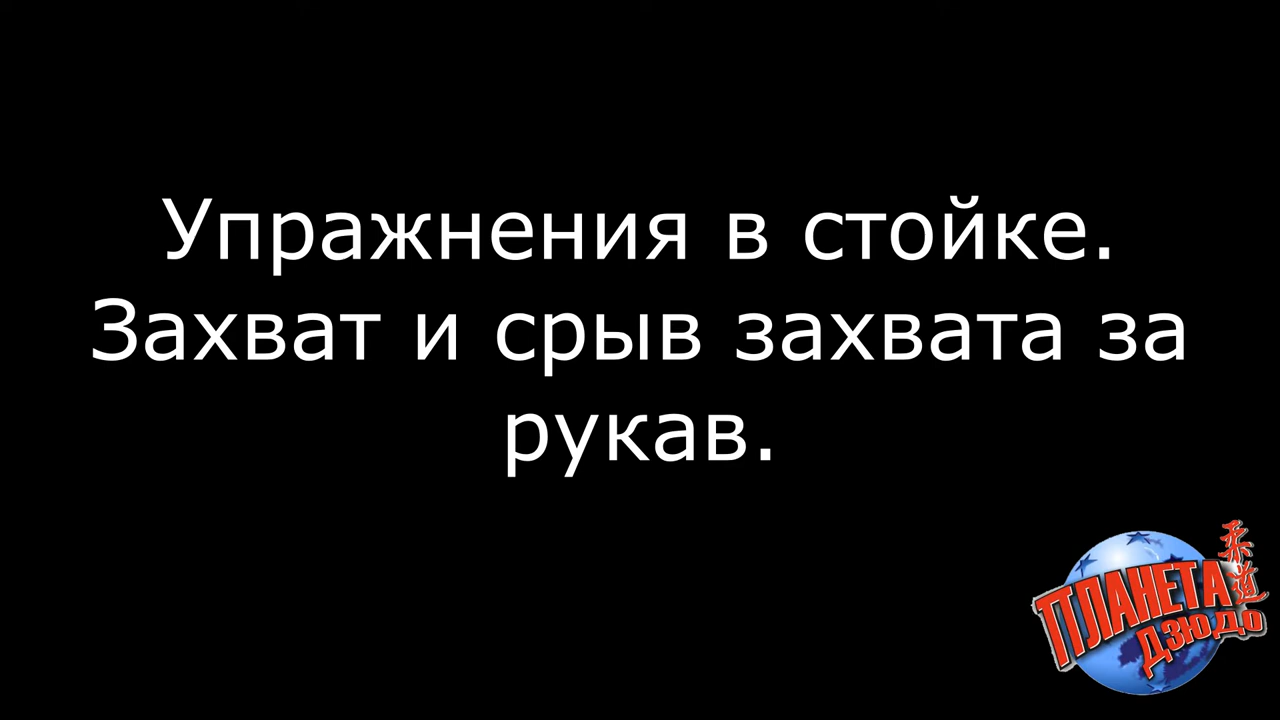 Упражнения в стойке.
Захват и срыв захвата за
рукав.
ПЛАНЕТА
ДЗЮДО
柔道